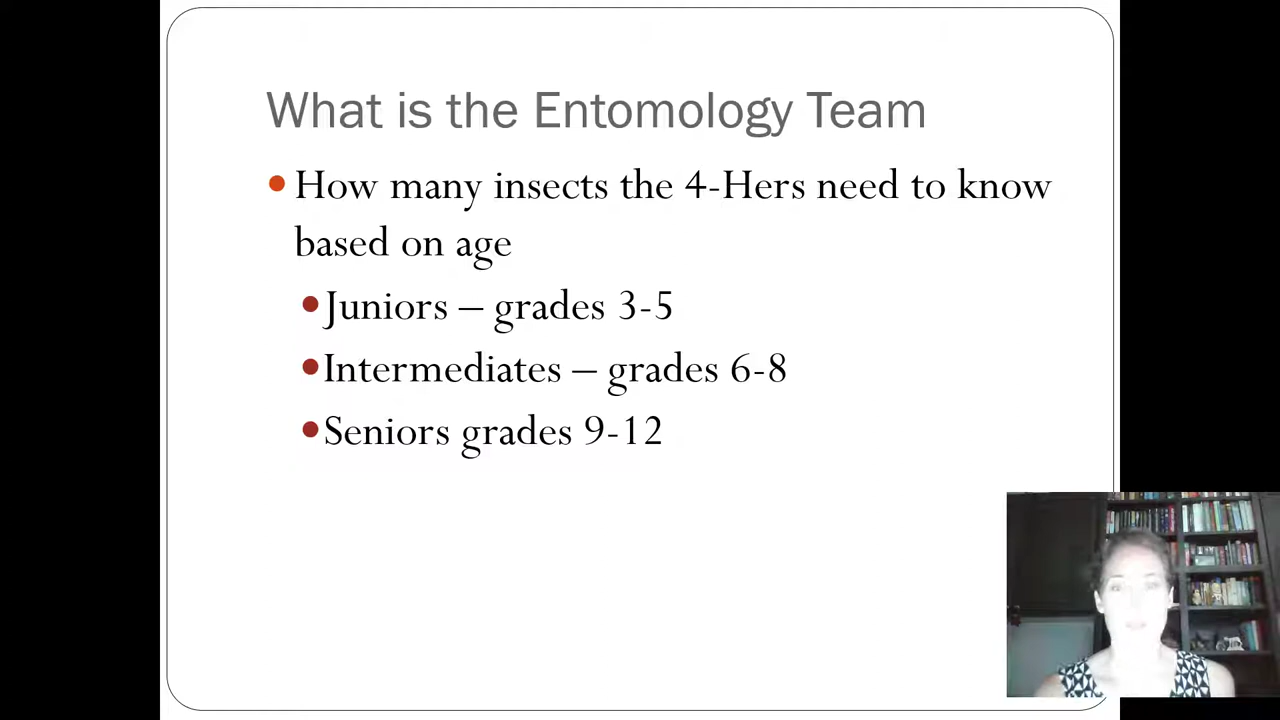 What is the Entomology Team
How many insects the 4-Hers need to know
based on age
Juniors – grades 3-5
Intermediates – grades 6-8
Seniors grades 9-12